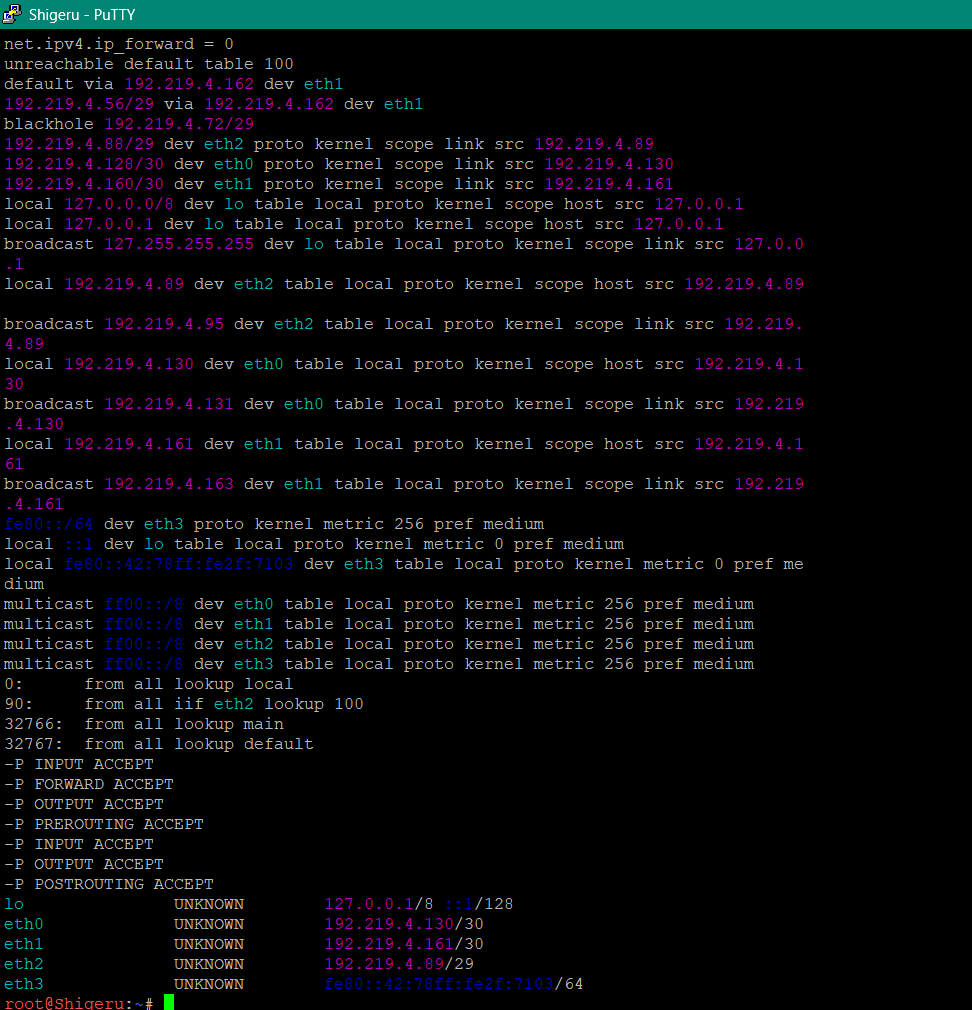 Shigeru - PuTTY
net.ipv4.ip_forward = 0
unreachable default table 100
default via 192.219.4.162 dev eth1
192.219.4.56/29 via 192.219.4.162 dev eth1
blackhole 192.219.4.72/29
192.219.4.88/29 dev eth2 proto kernel scope link src 192.219.4.89
192.219.4.128/30 dev eth0 proto kernel scope link src 192.219.4.130
192.219.4.160/30 dev eth1 proto kernel scope link src 192.219.4.161
local 127.0.0.0/8 dev lo table local proto kernel scope host src 127.0.0.1
local 127.0.0.1 dev lo table local proto kernel scope host src 127.0.0.1
broadcast 127.255.255.255 dev lo table local proto kernel scope link src 127.0.0
.1
local 192.219.4.89 dev eth2 table local proto kernel scope host src 192.219.4.89
broadcast 192.219.4.95 dev eth2 table local proto kernel scope link src 192.219.
4.89
local 192.219.4.130 dev eth0 table local proto kernel scope host src 192.219.4.1
30
broadcast 192.219.4.131 dev eth0 table local proto kernel scope link src 192.219
.4.130
local 192.219.4.161 dev eth1 table local proto kernel scope host src 192.219.4.1
61
broadcast 192.219.4.163 dev eth1 table local proto kernel scope link src 192.219
.4.161
fe80::/64 dev eth3 proto kernel metric 256 pref medium
local ::1 dev lo table local proto kernel metric 0 pref medium
local fe80::42:78ff:fe2f:7103 dev eth3 table local proto kernel metric 0 pref me
dium
multicast ff00::/8 dev eth0 table local proto kernel metric 256 pref medium
multicast ff00::/8 dev eth1 table local proto kernel metric 256 pref medium
multicast ff00::/8 dev eth2 table local proto kernel metric 256 pref medium
multicast ff00::/8 dev eth3 table local proto kernel metric 256 pref medium
0:      from all lookup local
90:     from all iif eth2 lookup 100
32766:  from all lookup main
32767:  from all lookup default
-P INPUT ACCEPT
-P FORWARD ACCEPT
-P OUTPUT ACCEPT
-P PREROUTING ACCEPT
-P INPUT ACCEPT
-P OUTPUT ACCEPT
-P POSTROUTING ACCEPT
lo               UNKNOWN        127.0.0.1/8 ::1/128
eth0             UNKNOWN        192.219.4.130/30
eth1             UNKNOWN        192.219.4.161/30
eth2             UNKNOWN        192.219.4.89/29
eth3             UNKNOWN        fe80::42:78ff:fe2f:7103/64
root@Shigeru:~#